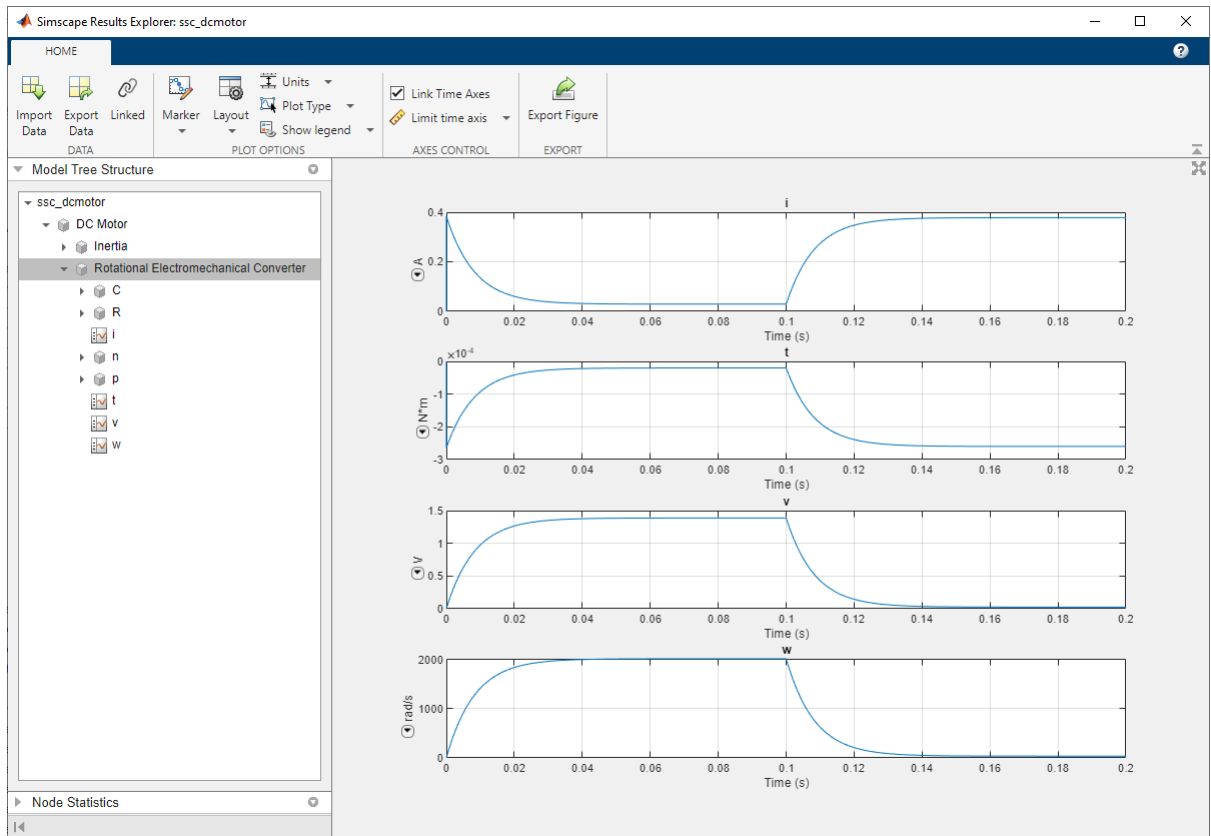 Simscape Results Explorer: ssc_dcmotor
HOME
?
Import Data
Export Data
Linked
Marker
Layout
Units
Plot Type
Show legend
Link Time Axes
Limit time axis
Export Figure
DATA
PLOT OPTIONS
AXES CONTROL
EXPORT
Model Tree Structure
ssc_dcmotor
DC Motor
Inertia
Rotational Electromechanical Converter
C
R
i
n
p
t
v
w
Node Statistics
i
0.4
0.2
0
A
0 0.02 0.04 0.06 0.08 0.1 0.12 0.14 0.16 0.18 0.2
Time (s)
t
×10⁻⁴
0
-1
-2
-3
N*m
0 0.02 0.04 0.06 0.08 0.1 0.12 0.14 0.16 0.18 0.2
Time (s)
v
1.5
1
0.5
0
V
0 0.02 0.04 0.06 0.08 0.1 0.12 0.14 0.16 0.18 0.2
Time (s)
w
2000
1000
0
rad/s
0 0.02 0.04 0.06 0.08 0.1 0.12 0.14 0.16 0.18 0.2
Time (s)